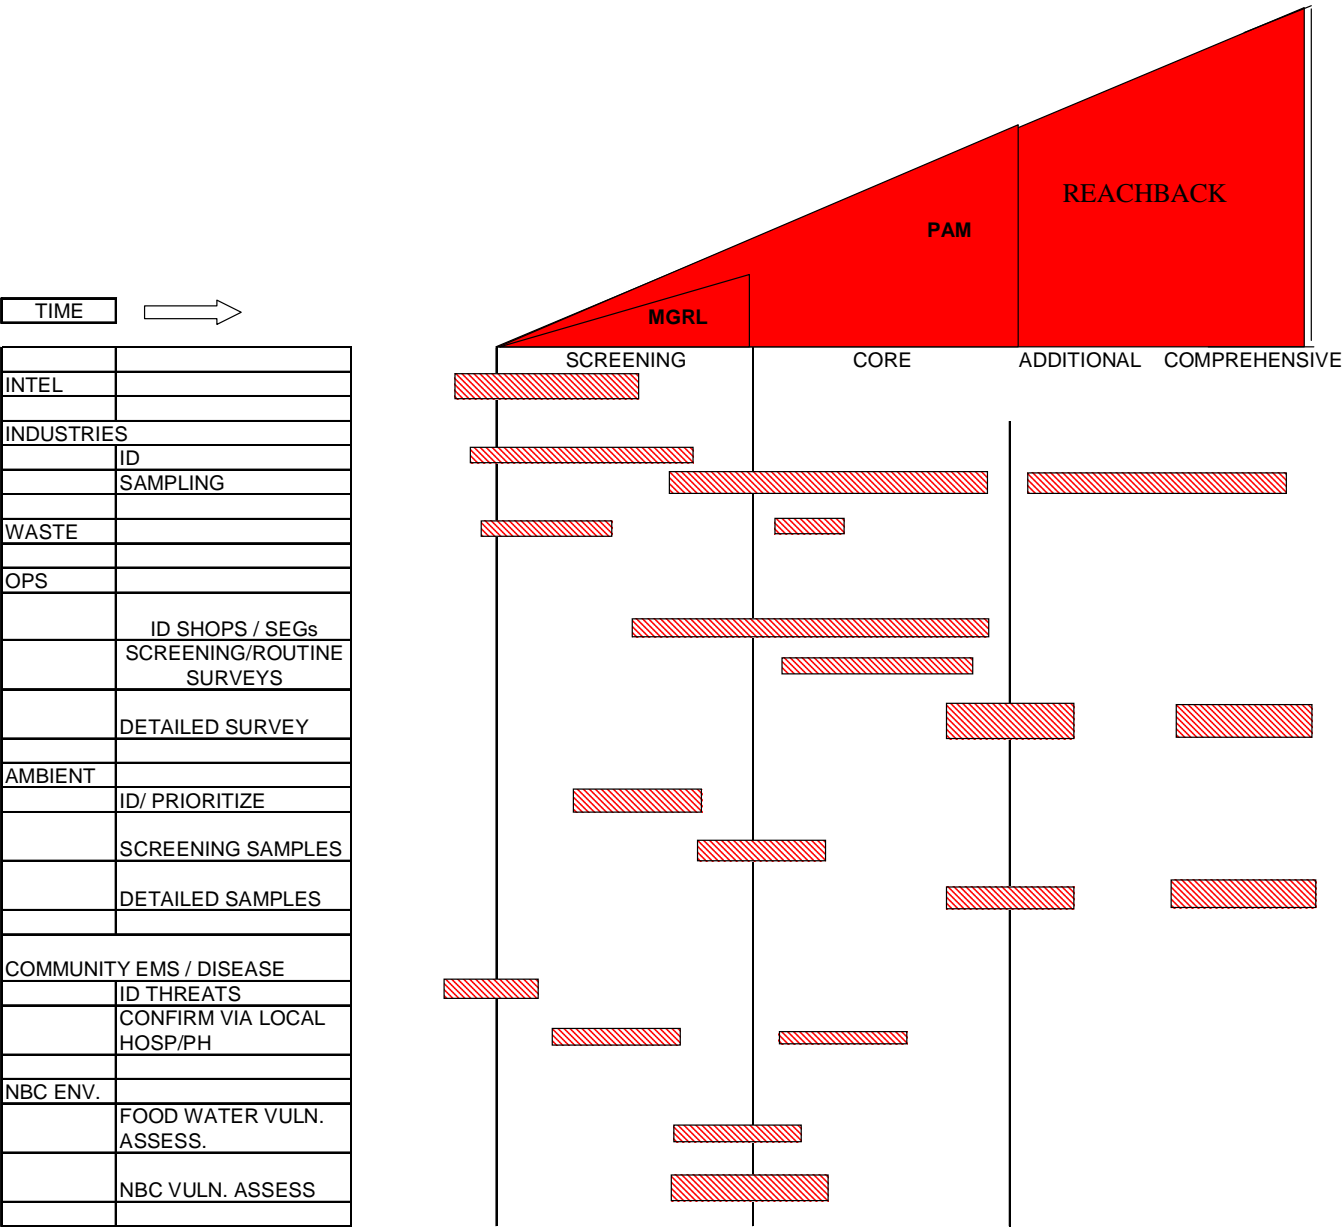 REACHBACK
PAM
TIME
MGRL
SCREENING CORE ADDITIONAL COMPREHENSIVE
INTEL
INDUSTRIES
ID
SAMPLING
WASTE
OPS
ID SHOPS / SEGs
SCREENING/ROUTINE
SURVEYS
DETAILED SURVEY
AMBIENT
ID/ PRIORITIZE
SCREENING SAMPLES
DETAILED SAMPLES
COMMUNITY EMS / DISEASE
ID THREATS
CONFIRM VIA LOCAL
HOSP/PH
NBC ENV.
FOOD WATER VULN.
ASSESS.
NBC VULN. ASSESS